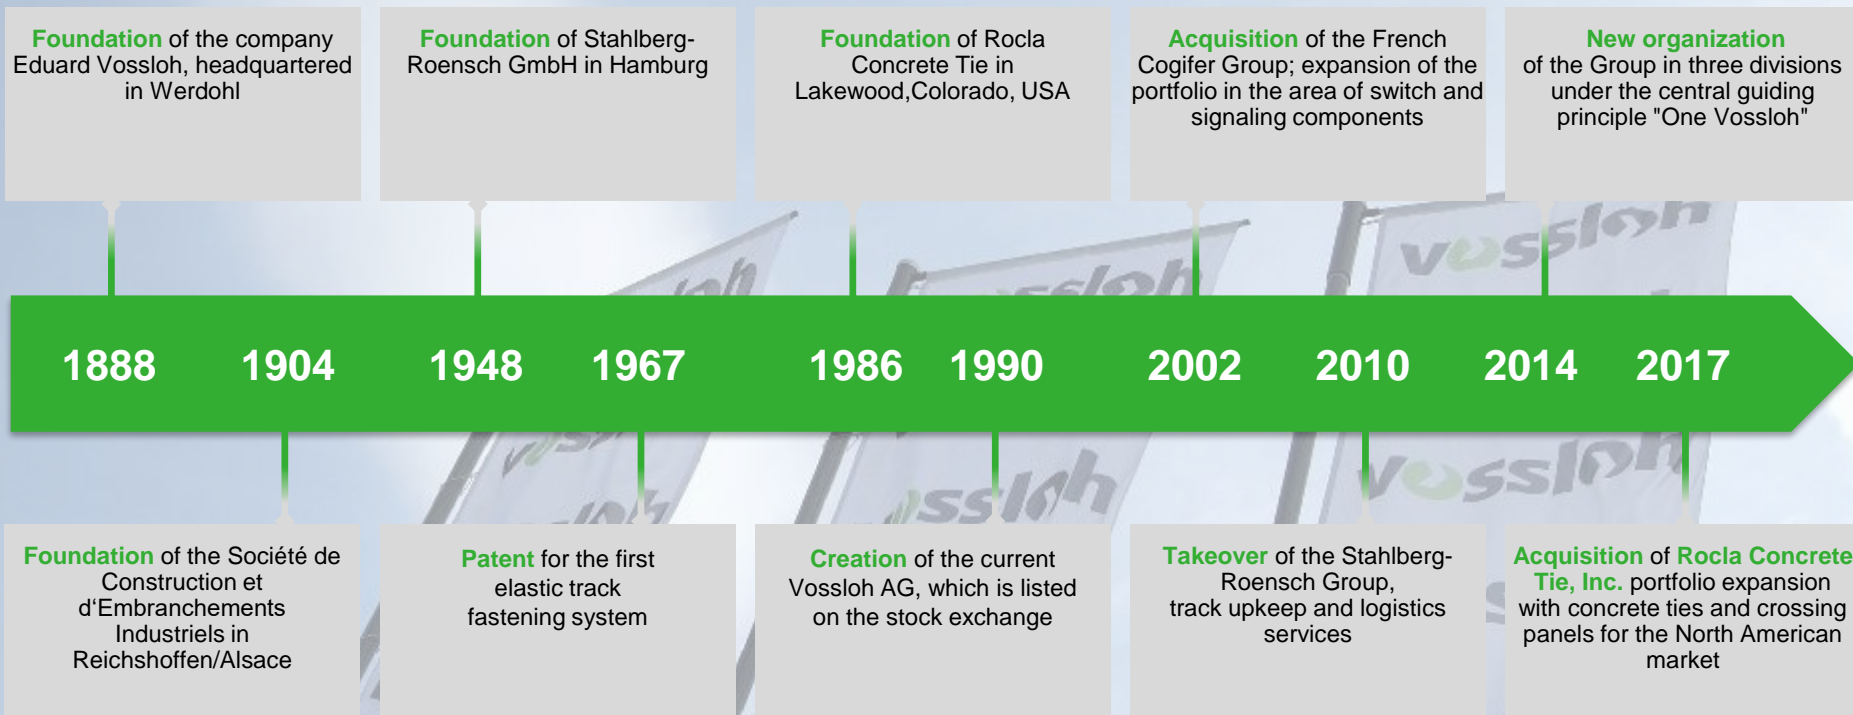 Foundation of the company
Eduard Vossloh, headquartered
in Werdohl
Foundation of Stahlberg-
Roensch GmbH in Hamburg
Foundation of Rocla
Concrete Tie in
Lakewood,Colorado, USA
Acquisition of the French
Cogifer Group; expansion of the
portfolio in the area of switch and
signaling components
New organization
of the Group in three divisions
under the central guiding
principle "One Vossloh"
vossloh
vossloh
1888 1904 1948 1967 1986 1990 2002 2010 2014 2017
vossloh
vossloh
Foundation of the Société de
Construction et
d‘Embranchements
Industriels in
Reichshoffen/Alsace
Patent for the first
elastic track
fastening system
Creation of the current
Vossloh AG, which is listed
on the stock exchange
Takeover of the Stahlberg-
Roensch Group,
track upkeep and logistics
services
Acquisition of Rocla Concrete
Tie, Inc. portfolio expansion
with concrete ties and crossing
panels for the North American
market